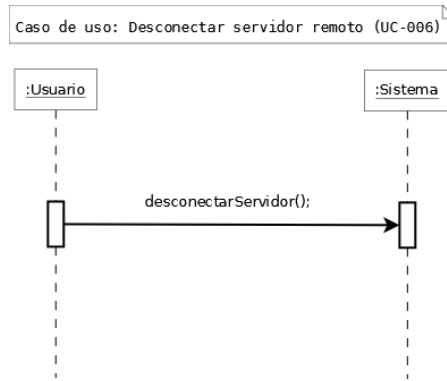 Caso de uso: Desconectar servidor remoto (UC-006)
:Usuario
:Sistema
desconectarServidor();